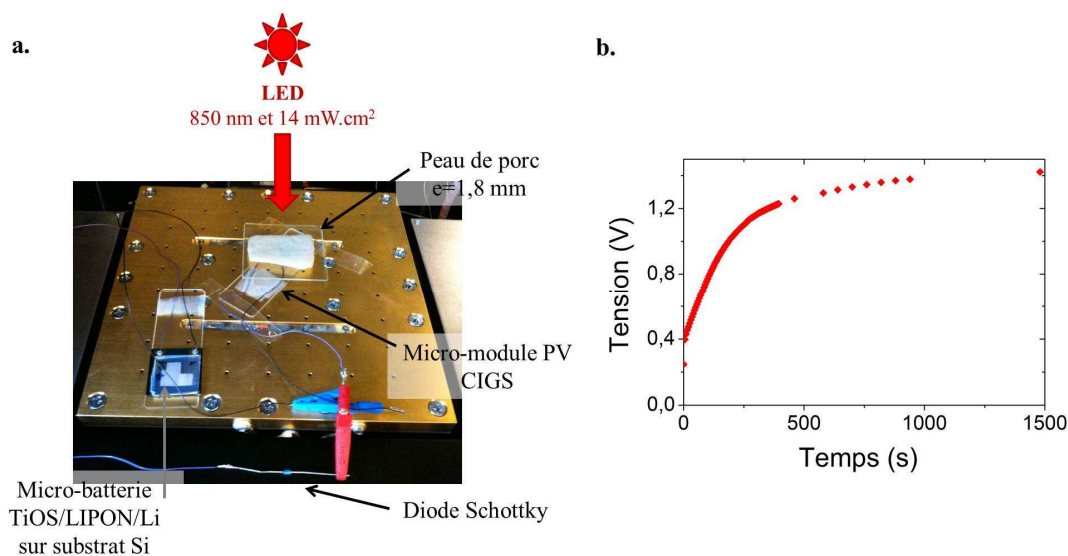 a.
LED
850 nm et 14 mW.cm²
Peau de porc
e=1,8 mm
Micro-module PV
CIGS
Micro-batterie
TiOS/LIPON/Li
sur substrat Si
Diode Schottky
b.
Tension (V)
1,2
0,8
0,4
0,0
0
500
1000
1500
Temps (s)